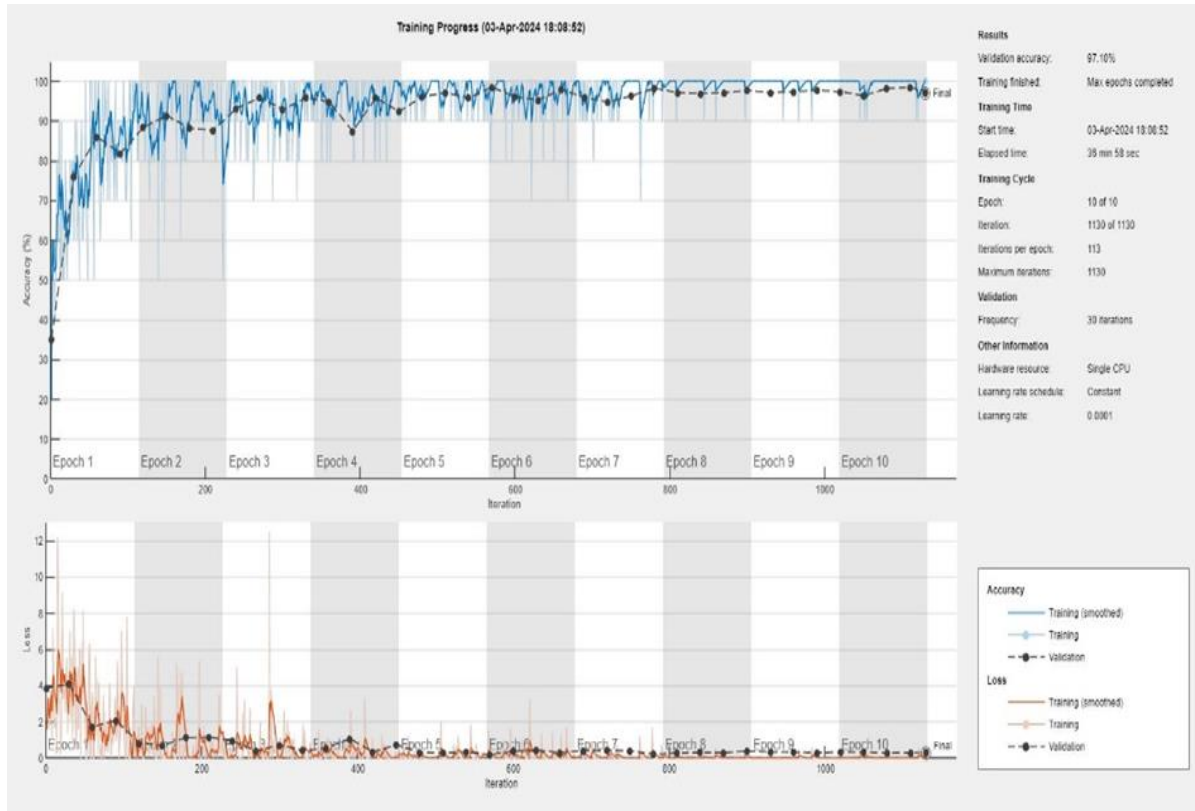 Training Progress (03-Apr-2024 18:08:52)
Accuracy (%)
100
90
80
70
60
50
40
30
20
10
0
Final
Epoch 1
Epoch 2
Epoch 3
Epoch 4
Epoch 5
Epoch 6
Epoch 7
Epoch 8
Epoch 9
Epoch 10
0
200
400
600
800
1000
Iteration
Results
Validation accuracy: 97.10%
Training finished: Max epochs completed
Training Time
Start time: 03-Apr-2024 18:08:52
Elapsed time: 36 min 58 sec
Training Cycle
Epoch: 10 of 10
Iteration: 1130 of 1130
Iterations per epoch: 113
Maximum iterations: 1130
Validation
Frequency: 30 iterations
Other Information
Hardware resource: Single CPU
Learning rate schedule: Constant
Learning rate: 0.0001
Loss
12
10
8
6
4
2
0
Epoch
Epoch 4
Epoch 5
Epoch 6
Epoch 7
Epoch 8
Epoch 9
Epoch 10
Final
0
200
400
600
800
1000
Iteration
Accuracy
Training (smoothed)
Training
Validation
Loss
Training (smoothed)
Training
Validation